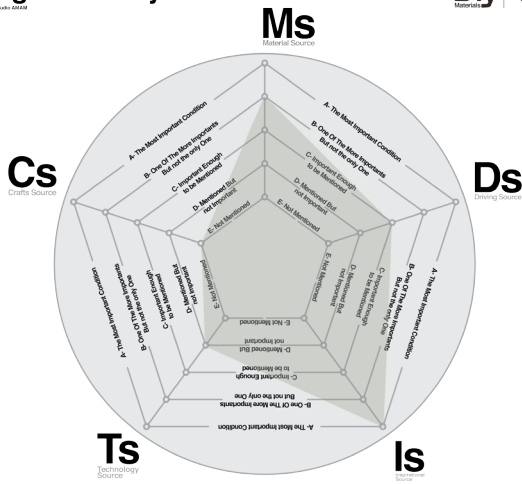 udio AMAM
Materials
Ms
Material Source
Cs
Crafts Source
Ds
Driving Source
Ts
Technology
Source
Is
Inspirational
Source
A- The Most Important Condition
B- One Of The More Importants
But not the only One
C- Important Enough
to be Mentioned
D- Mentioned But
not Important
E- Not Mentioned
A- The Most Important Condition
B- One Of The More Importants
But not the only One
C- Important Enough
to be Mentioned
D- Mentioned But
not Important
E- Not Mentioned
A- The Most Important Condition
B- One Of The More Importants
But not the only One
C- Important Enough
to be Mentioned
D- Mentioned But
not Important
E- Not Mentioned
A- The Most Important Condition
B- One Of The More Importants
But not the only One
C- Important Enough
to be Mentioned
D- Mentioned But
not Important
E- Not Mentioned
E- Not Mentioned
D- Mentioned But
not Important
C- Important Enough
to be Mentioned
B- One Of The More Importants
But not the only One
A- The Most Important Condition